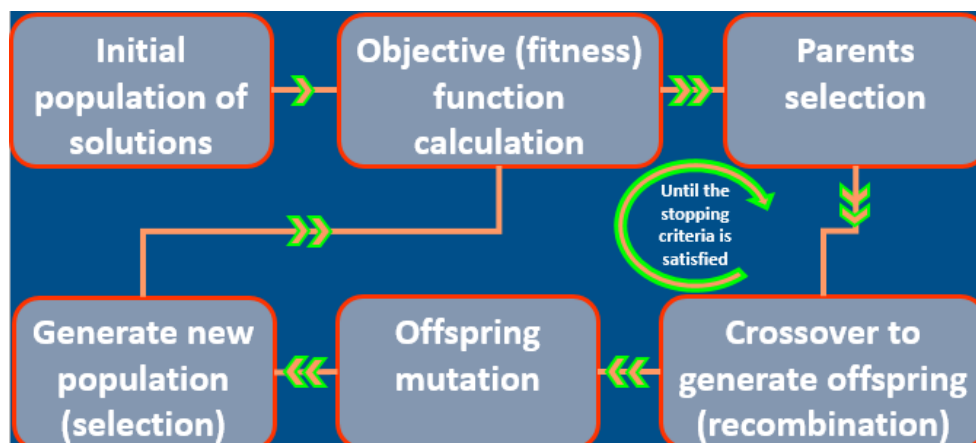 Initial
population of
solutions
Objective (fitness)
function
calculation
Parents
selection
Until the
stopping
criteria is
satisfied
Generate new
population
(selection)
Offspring
mutation
Crossover to
generate offspring
(recombination)